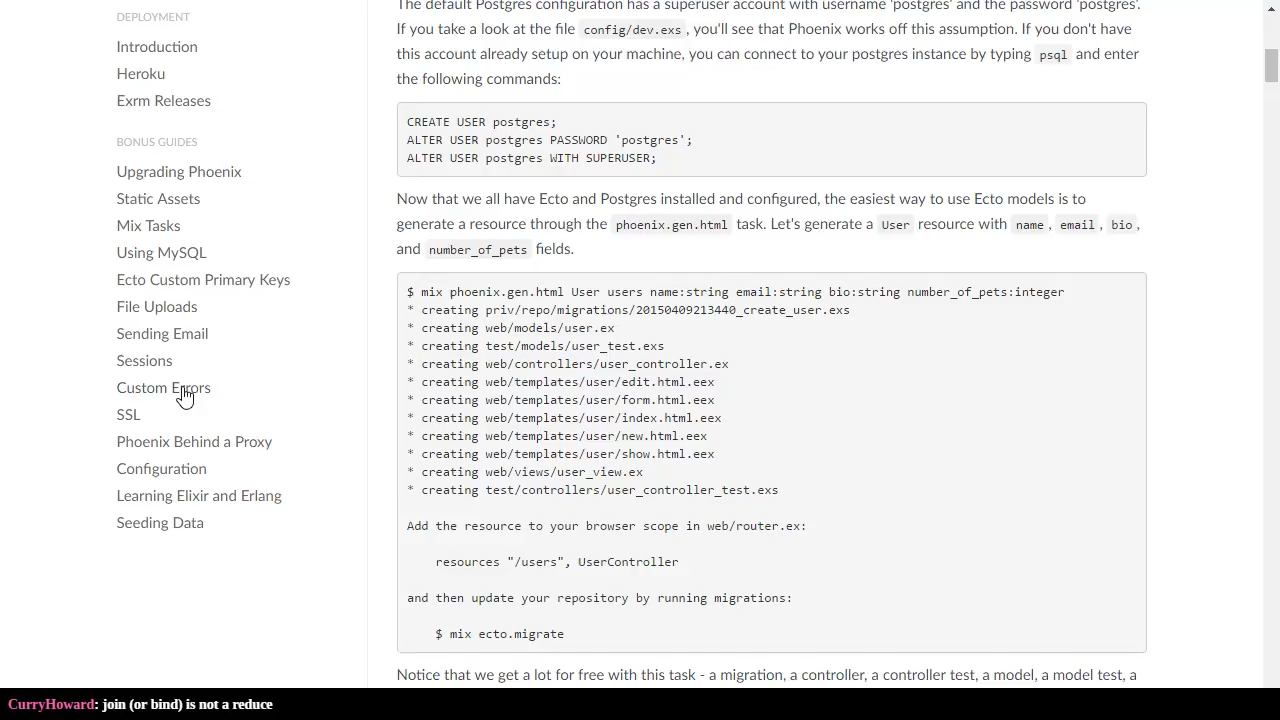 DEPLOYMENT
Introduction
Heroku
Exrm Releases
BONUS GUIDES
Upgrading Phoenix
Static Assets
Mix Tasks
Using MySQL
Ecto Custom Primary Keys
File Uploads
Sending Email
Sessions
Custom Errors
SSL
Phoenix Behind a Proxy
Configuration
Learning Elixir and Erlang
Seeding Data
The default Postgres configuration has a superuser account with username 'postgres' and the password 'postgres'.
If you take a look at the file config/dev.exs, you'll see that Phoenix works off this assumption. If you don't have
this account already setup on your machine, you can connect to your postgres instance by typing psql and enter
the following commands:
CREATE USER postgres;
ALTER USER postgres PASSWORD 'postgres';
ALTER USER postgres WITH SUPERUSER;
Now that we all have Ecto and Postgres installed and configured, the easiest way to use Ecto models is to
generate a resource through the phoenix.gen.html task. Let's generate a User resource with name, email, bio,
and number_of_pets fields.
$ mix phoenix.gen.html User users name:string email:string bio:string number_of_pets:integer
* creating priv/repo/migrations/20150409213440_create_user.exs
* creating web/models/user.ex
* creating test/models/user_test.exs
* creating web/controllers/user_controller.ex
* creating web/templates/user/edit.html.eex
* creating web/templates/user/form.html.eex
* creating web/templates/user/index.html.eex
* creating web/templates/user/new.html.eex
* creating web/templates/user/show.html.eex
* creating web/views/user_view.ex
* creating test/controllers/user_controller_test.exs
Add the resource to your browser scope in web/router.ex:
resources "/users", UserController
and then update your repository by running migrations:
$ mix ecto.migrate
Notice that we get a lot for free with this task - a migration, a controller, a controller test, a model, a model test, a
CurryHoward: join (or bind) is not a reduce